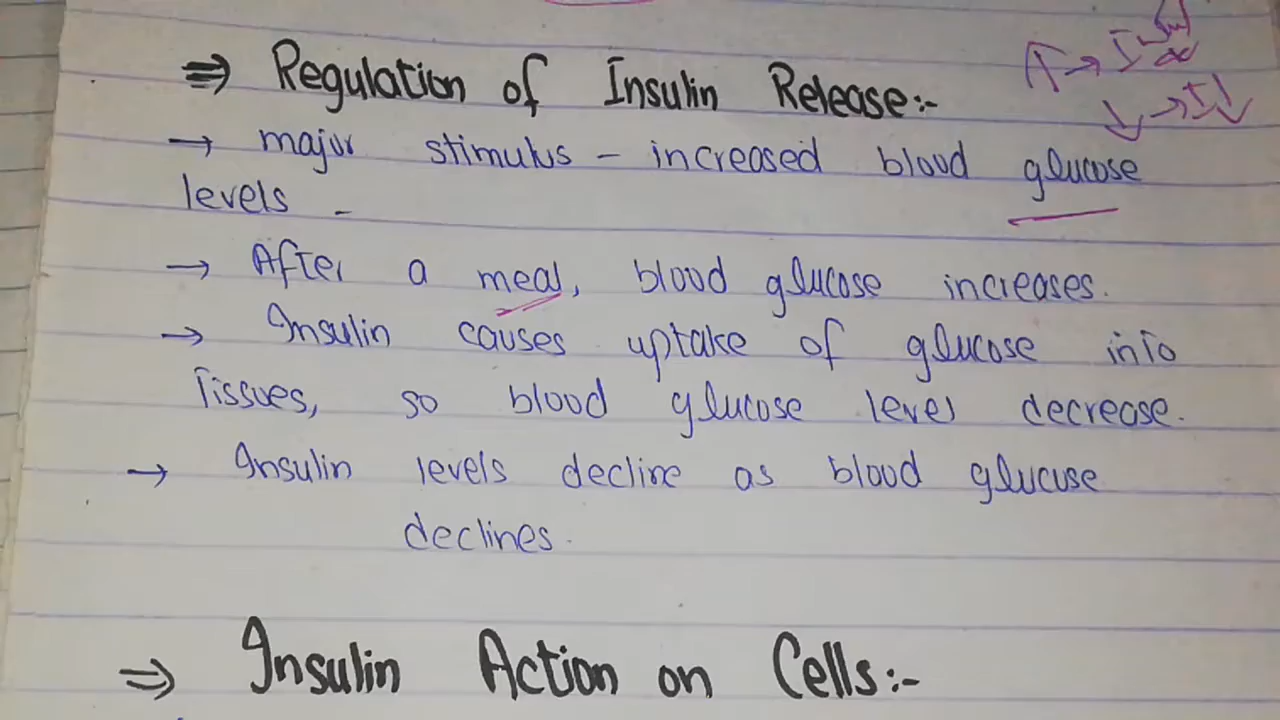 ⇒ Regulation of Insulin Release:-
→ major stimulus - increased blood glucose
levels -
→ After a meal, blood glucose increases.
→ Insulin causes uptake of glucose into
Tissues, so blood glucose level decrease.
→ Insulin levels decline as blood glucose
declines.
⇒ Insulin Action on Cells:-